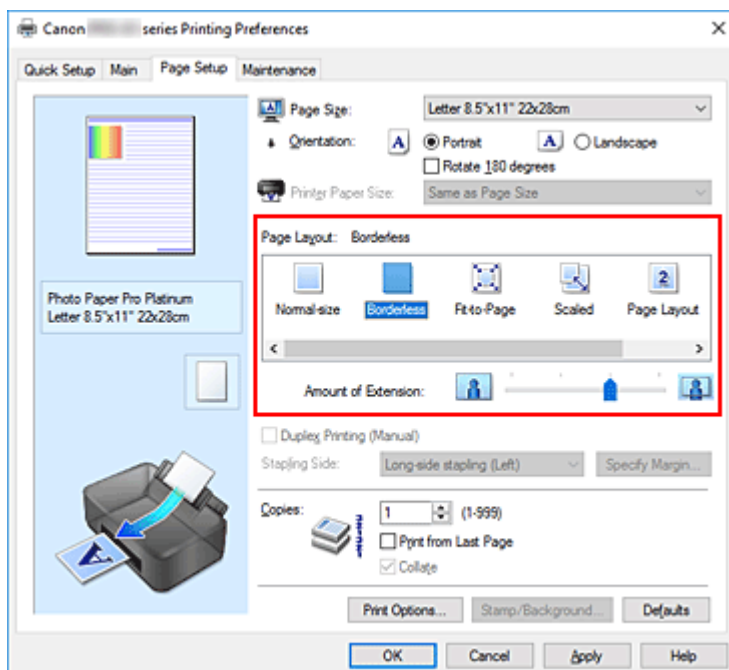 Canon series Printing Preferences
Quick Setup Main Page Setup Maintenance
Page Size: Letter 8.5"x11" 22x28cm
Orientation: A Portrait A Landscape
Rotate 180 degrees
Printer Paper Size: Same as Page Size
Page Layout: Borderless
Normal-size Borderless Fit-to-Page Scaled Page Layout
Photo Paper Pro Platinum
Letter 8.5"x11" 22x28cm
Amount of Extension:
Duplex Printing (Manual)
Stapling Side: Long-side stapling (Left) Specify Margin...
Copies: 1 (1-999)
Print from Last Page
Collate
Print Options... Stamp/Background... Defaults
OK Cancel Apply Help